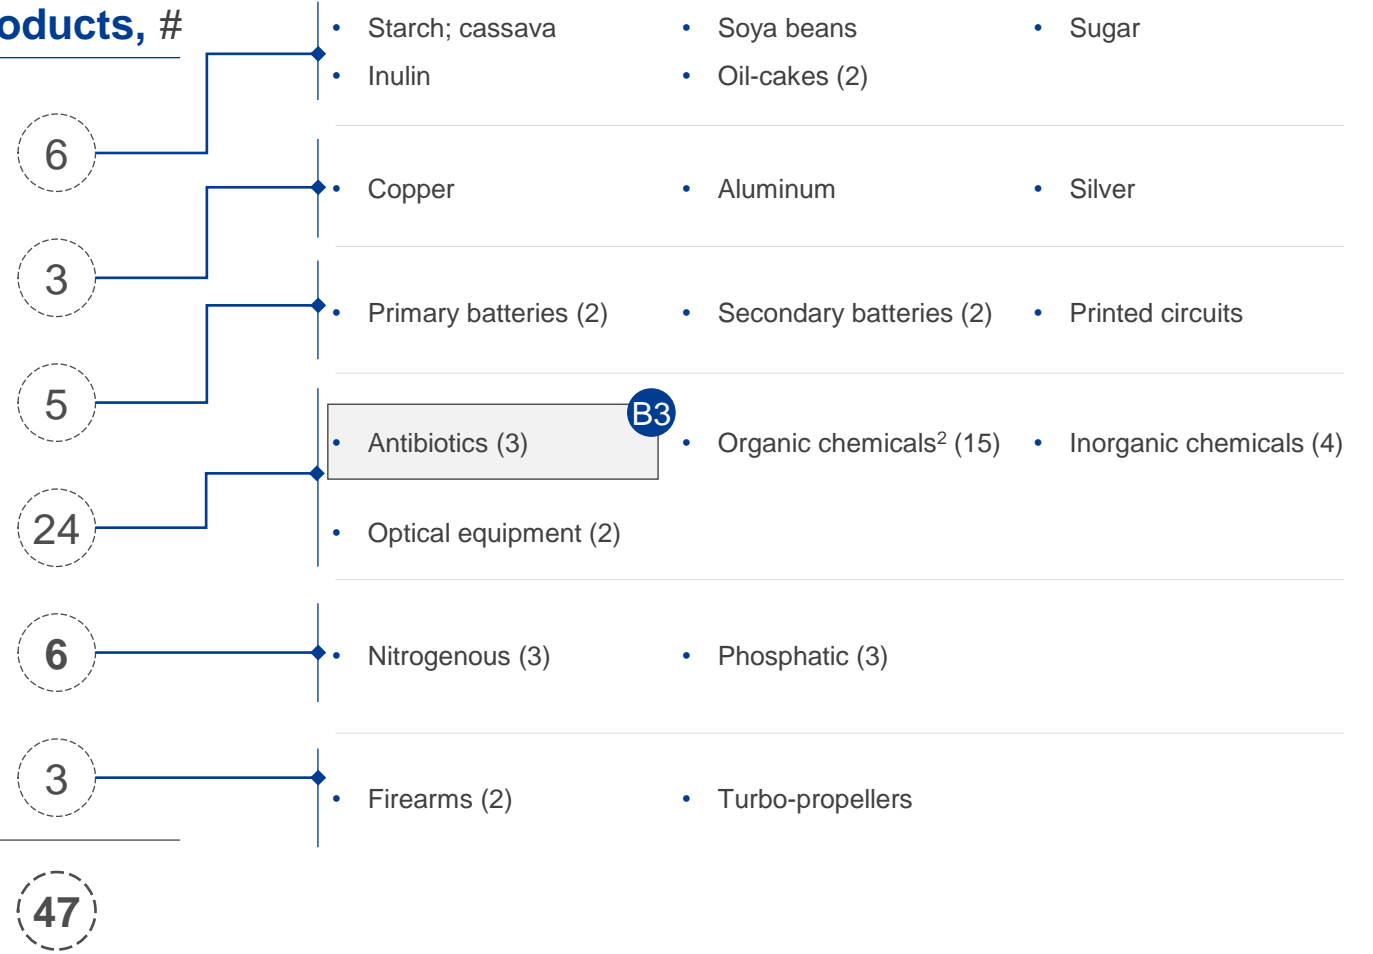 oducts, #
• Starch; cassava • Soya beans • Sugar
• Inulin • Oil-cakes (2)
6
• Copper • Aluminum • Silver
3
• Primary batteries (2) • Secondary batteries (2) • Printed circuits
5
B3
• Antibiotics (3) • Organic chemicals² (15) • Inorganic chemicals (4)
24
• Optical equipment (2)
6
• Nitrogenous (3) • Phosphatic (3)
3
• Firearms (2) • Turbo-propellers
47